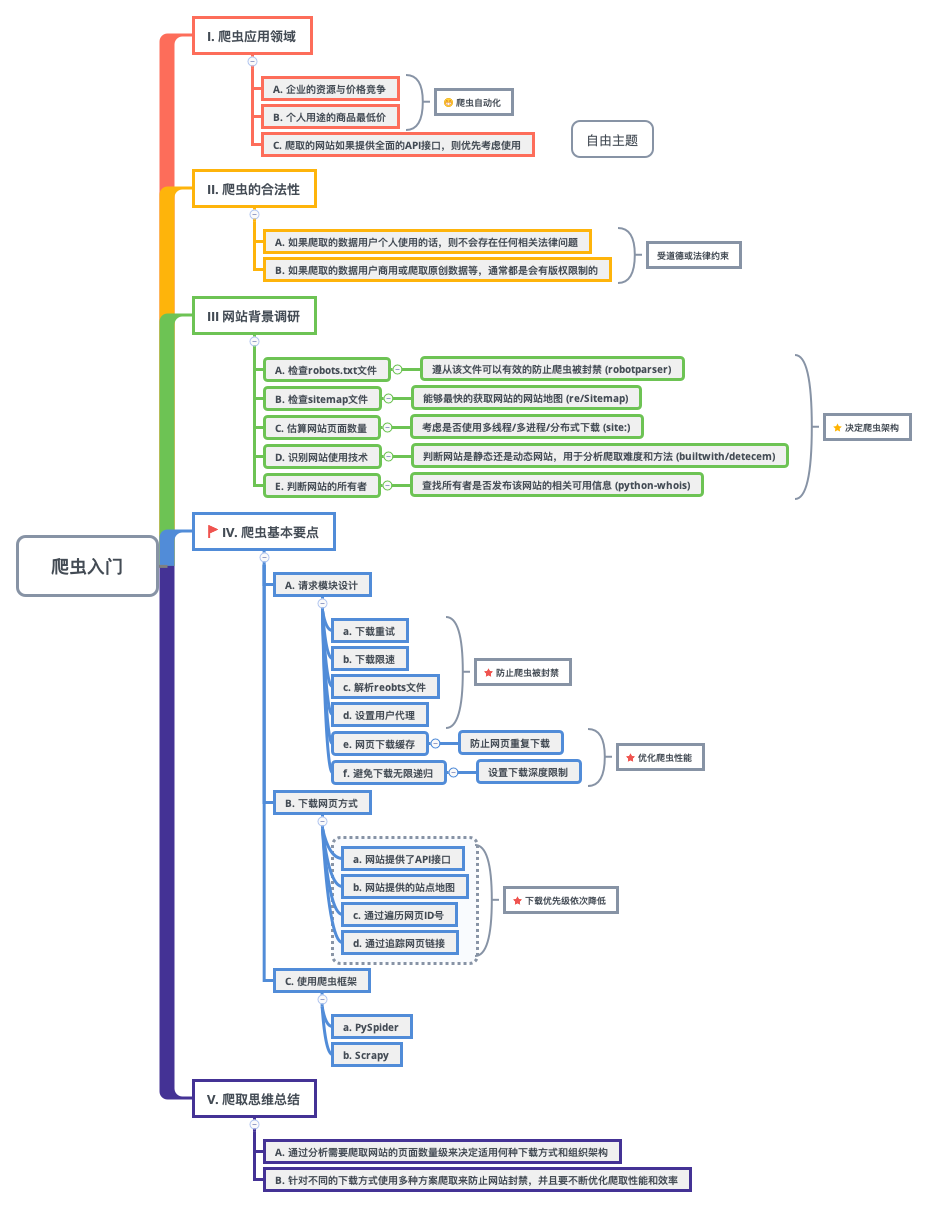 爬虫入门
I. 爬虫应用领域
A. 企业的资源与价格竞争
B. 个人用途的商品最低价
爬虫自动化
C. 爬取的网站如果提供全面的API接口，则优先考虑使用
自由主题
II. 爬虫的合法性
A. 如果爬取的数据用户个人使用的话，则不会存在任何相关法律问题
B. 如果爬取的数据用户商用或爬取原创数据等，通常都是会有版权限制的
受道德或法律约束
III 网站背景调研
A. 检查robots.txt文件
遵从该文件可以有效的防止爬虫被封禁 (robotparser)
B. 检查sitemap文件
能够最快的获取网站的网站地图 (re/Sitemap)
C. 估算网站页面数量
考虑是否使用多线程/多进程/分布式下载 (site:)
D. 识别网站使用技术
判断网站是静态还是动态网站，用于分析爬取难度和方法 (builtwith/detecem)
E. 判断网站的所有者
查找所有者是否发布该网站的相关可用信息 (python-whois)
决定爬虫架构
IV. 爬虫基本要点
A. 请求模块设计
a. 下载重试
b. 下载限速
c. 解析reobts文件
d. 设置用户代理
防止爬虫被封禁
e. 网页下载缓存
防止网页重复下载
f. 避免下载无限递归
设置下载深度限制
优化爬虫性能
B. 下载网页方式
a. 网站提供了API接口
b. 网站提供的站点地图
c. 通过遍历网页ID号
d. 通过追踪网页链接
下载优先级依次降低
C. 使用爬虫框架
a. PySpider
b. Scrapy
V. 爬取思维总结
A. 通过分析需要爬取网站的页面数量级来决定适用何种下载方式和组织架构
B. 针对不同的下载方式使用多种方案爬取来防止网站封禁，并且要不断优化爬取性能和效率